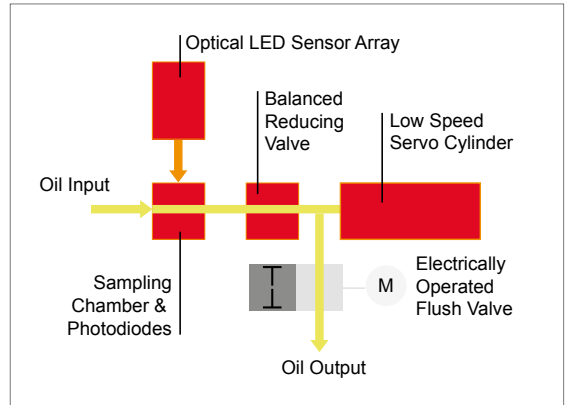 Optical LED Sensor Array
Balanced
Reducing
Valve
Low Speed
Servo Cylinder
Oil Input
Sampling
Chamber &
Photodiodes
M
Electrically
Operated
Flush Valve
Oil Output